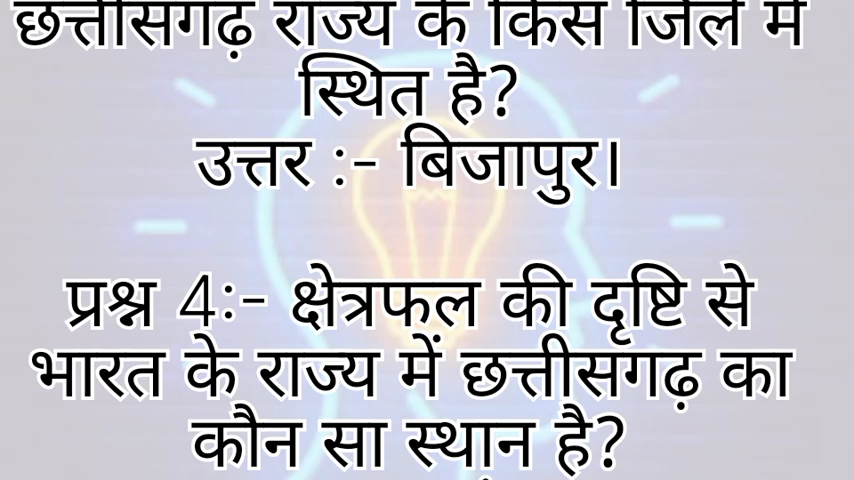 छत्तीसगढ़ राज्य के किस जिले में
स्थित है?
उत्तर :- बिजापुर।
प्रश्न 4:- क्षेत्रफल की दृष्टि से
भारत के राज्य में छत्तीसगढ़ का
कौन सा स्थान है?